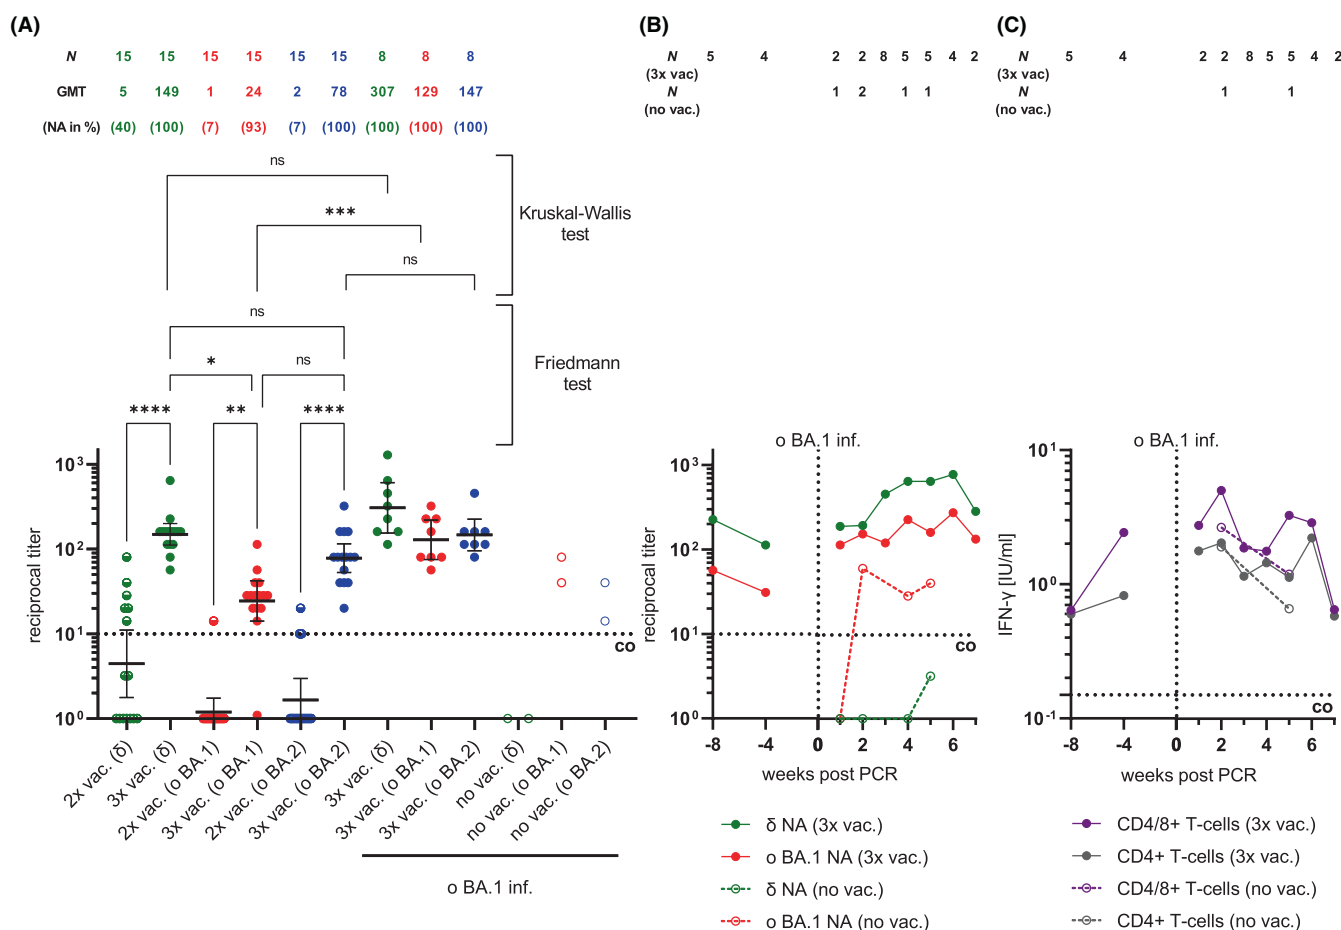 (A)
N 15 15 15 15 15 15 8 8 8
GMT 5 149 1 24 2 78 307 129 147
(NA in %) (40) (100) (7) (93) (7) (100) (100) (100) (100)
ns
***
ns
Kruskal-Wallis
test
ns
* ns
**** ** ****
Friedmann
test
reciprocal titer
10³
10²
10¹
10⁰
co
2x vac. (δ)
3x vac. (δ)
2x vac. (o BA.1)
3x vac. (o BA.1)
2x vac. (o BA.2)
3x vac. (o BA.2)
3x vac. (δ)
3x vac. (o BA.1)
3x vac. (o BA.2)
no vac. (δ)
no vac. (o BA.1)
no vac. (o BA.2)
o BA.1 inf.
(B)
N 5 4 2 2 8 5 5 4 2
(3x vac)
N 1 2 1 1
(no vac.)
o BA.1 inf.
reciprocal titer
10³
10²
10¹
10⁰
co
-8 -4 0 2 4 6
weeks post PCR
δ NA (3x vac.)
o BA.1 NA (3x vac.)
δ NA (no vac.)
o BA.1 NA (no vac.)
(C)
N 5 4 2 2 8 5 5 4 2
(3x vac)
N 1 1
(no vac.)
o BA.1 inf.
IFN-γ [IU/ml]
10¹
10⁰
10⁻¹
co
-8 -4 0 2 4 6
weeks post PCR
CD4/8+ T-cells (3x vac.)
CD4+ T-cells (3x vac.)
CD4/8+ T-cells (no vac.)
CD4+ T-cells (no vac.)